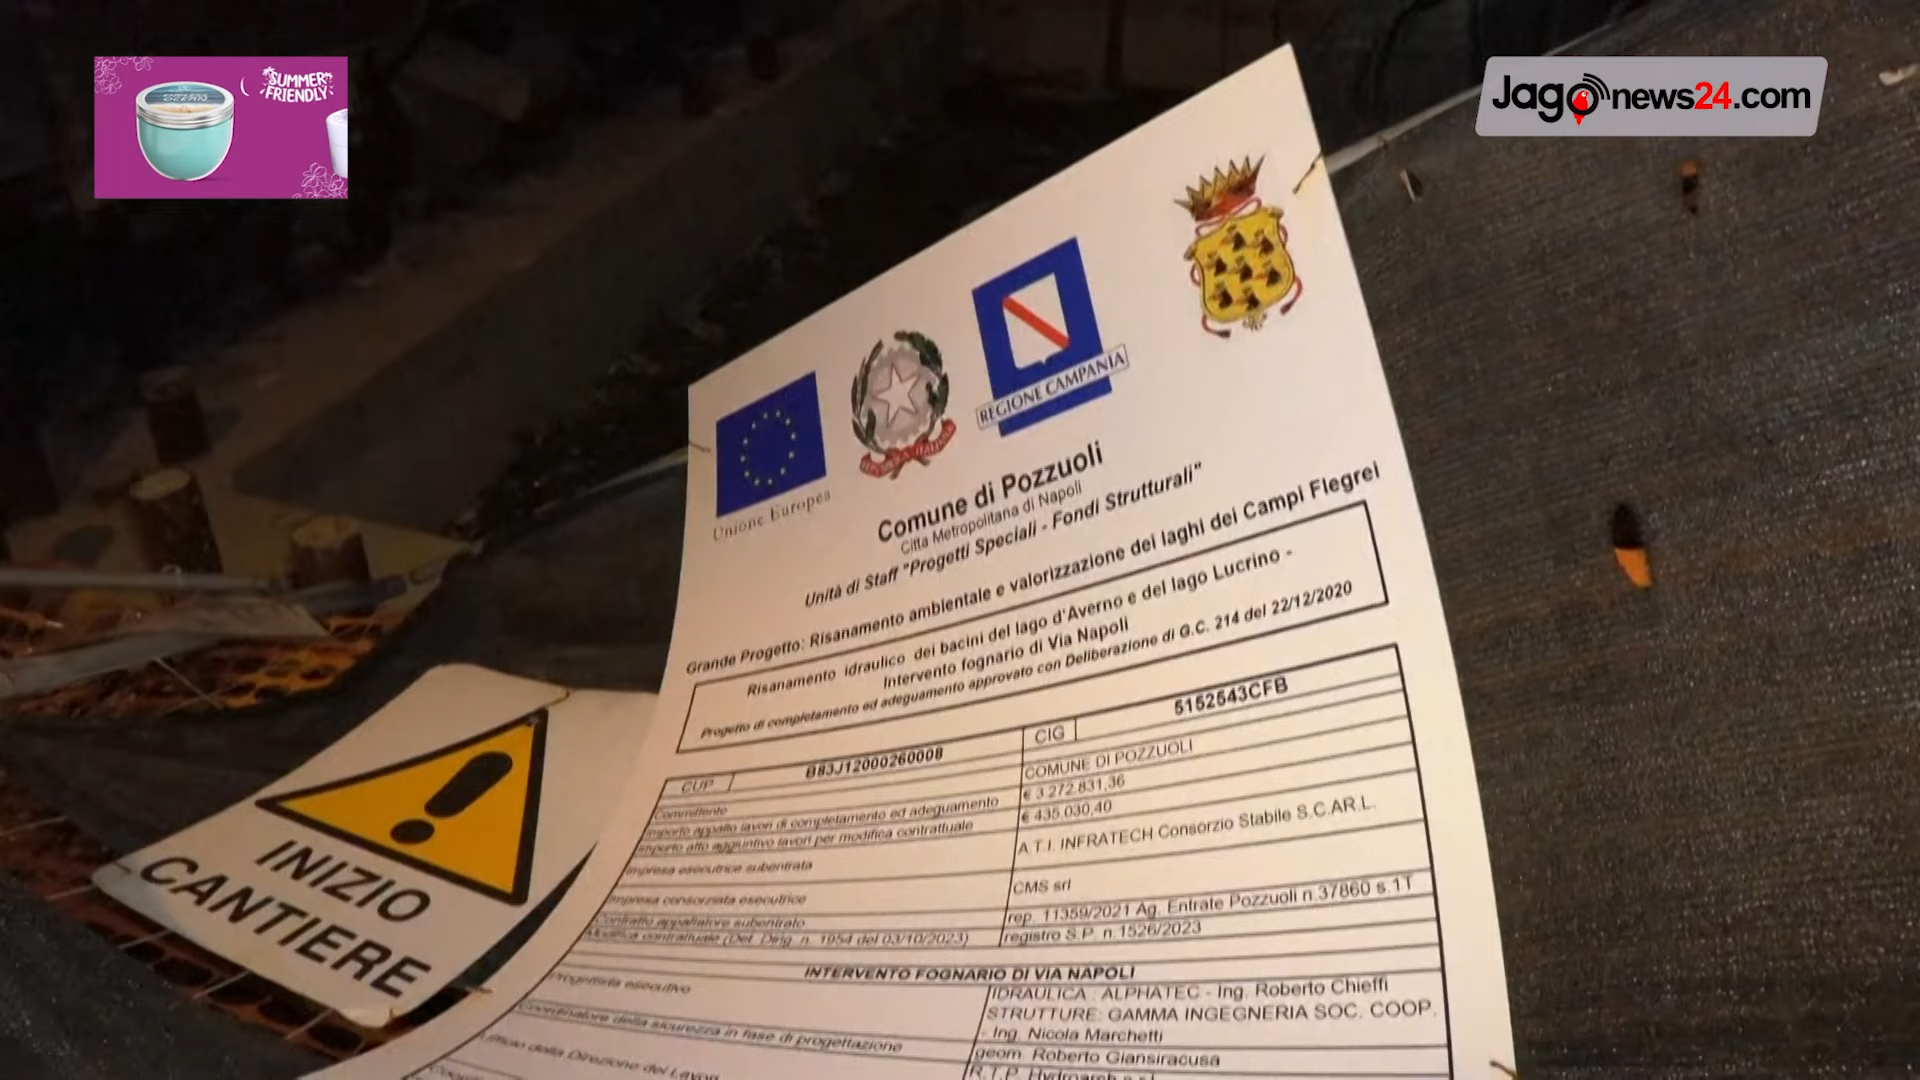 SUMMER
FRIENDLY
Jagonews24.com
Unione Europea
REPVBBLICA ITALIANA
REGIONE CAMPANIA
Comune di Pozzuoli
Città Metropolitana di Napoli
Unità di Staff "Progetti Speciali - Fondi Strutturali"
Grande Progetto: Risanamento ambientale e valorizzazione dei laghi dei Campi Flegrei
Risanamento idraulico dei bacini del lago d'Averno e del lago Lucrino -
Intervento fognario di Via Napoli
Progetto di completamento ed adeguamento approvato con Deliberazione di G.C. 214 del 22/12/2020
CUP B83J12000260008 CIG 5152543CFB
Committente COMUNE DI POZZUOLI
Importo appalto lavori di completamento ed adeguamento € 3.272.831,36
Importo atto aggiuntivo lavori per modifica contrattuale € 435.030,40
Impresa esecutrice subentrata A.T.I. INFRATECH Consorzio Stabile S.C.AR.L.
Impresa consorziata esecutrice CMS srl
Contratto appaltatore subentrato rep. 11359/2021 Ag. Entrate Pozzuoli n.37860 s.1T
Modifica contrattuale (Det. Dirig. n. 1954 del 03/10/2023) registro S.P. n.1526/2023
INTERVENTO FOGNARIO DI VIA NAPOLI
Progettista esecutivo IDRAULICA : ALPHATEC - Ing. Roberto Chieffi
STRUTTURE: GAMMA INGEGNERIA SOC. COOP.
- Ing. Nicola Marchetti
Coordinatore della sicurezza in fase di progettazione geom. Roberto Giansiracusa
Ufficio della Direzione dei Lavori R.T.P.
INIZIO
CANTIERE